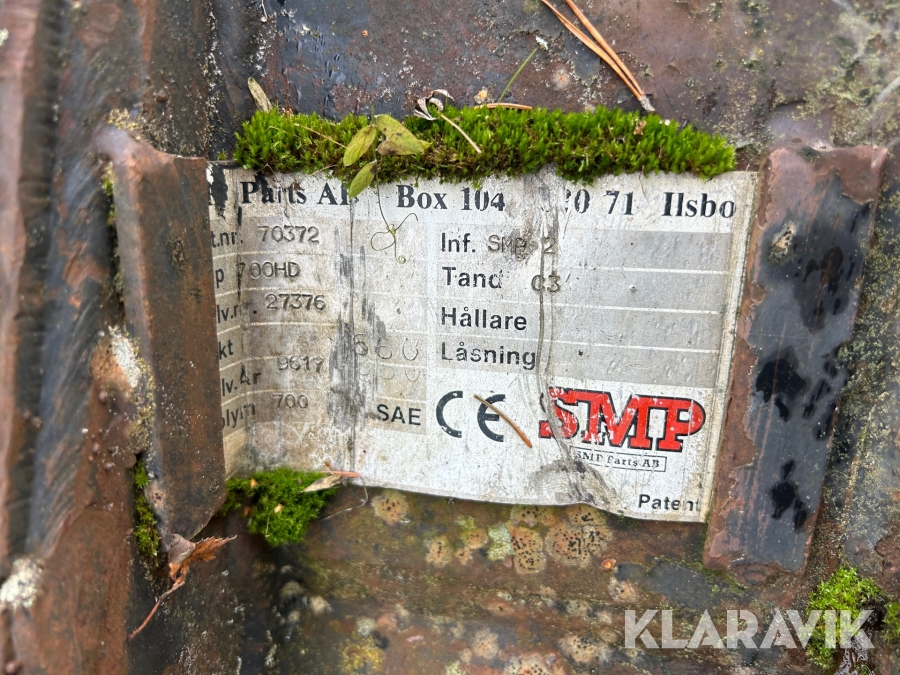 Parts AB Box 104 20 71 Ilsbo
t.nr. 70372
Inf. SMP 2
p 700HD
Tand C3
lv.nr. 27376
Hållare
kt
Låsning
lv. år 9617
olym 700 SAE
CE
SMP
SMP Parts AB
Patent
KLARAVIK